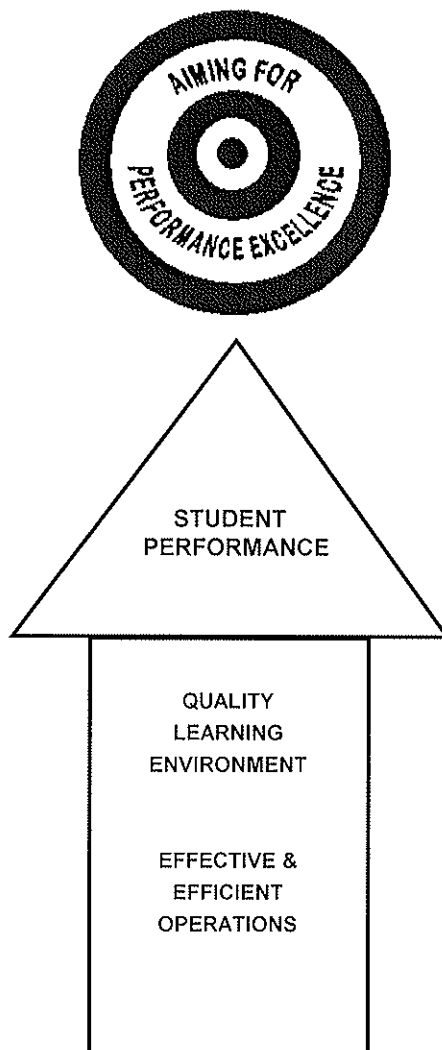 AIMING FOR
PERFORMANCE EXCELLENCE
STUDENT
PERFORMANCE
QUALITY
LEARNING
ENVIRONMENT
EFFECTIVE &
EFFICIENT
OPERATIONS